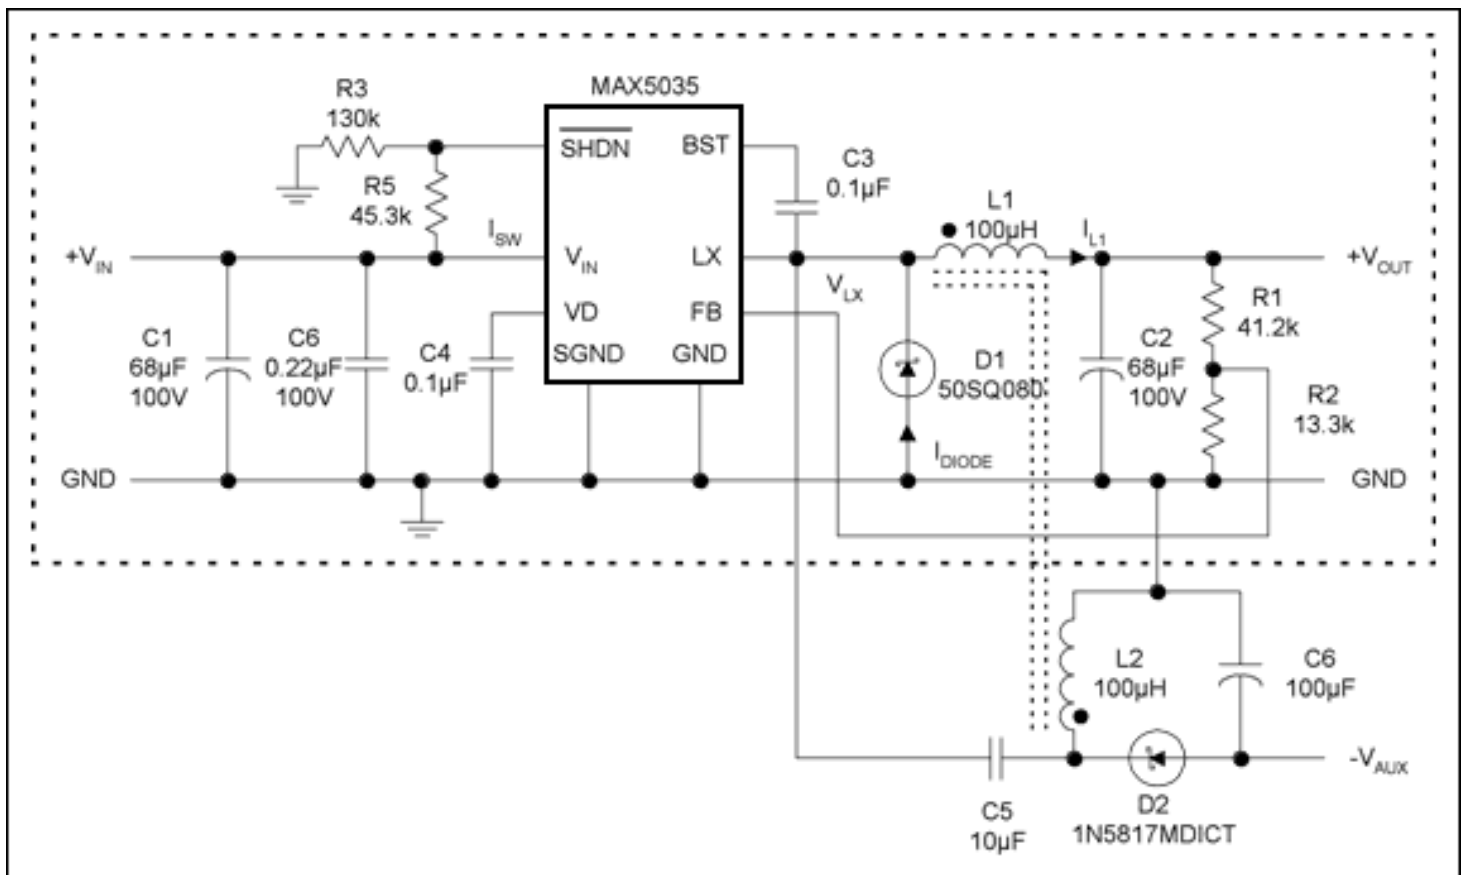 MAX5035
R3
130k
SHDN
BST
C3
0.1µF
R5
45.3k
L1
100µH
I_SW
I_L1
+V_IN
V_IN
LX
+V_OUT
V_LX
VD
FB
R1
41.2k
C1
68µF
100V
C6
0.22µF
100V
C4
0.1µF
SGND
GND
D1
50SQ080
C2
68µF
100V
R2
13.3k
I_DIODE
GND
GND
L2
100µH
C6
100µF
-V_AUX
C5
10µF
D2
1N5817MDICT